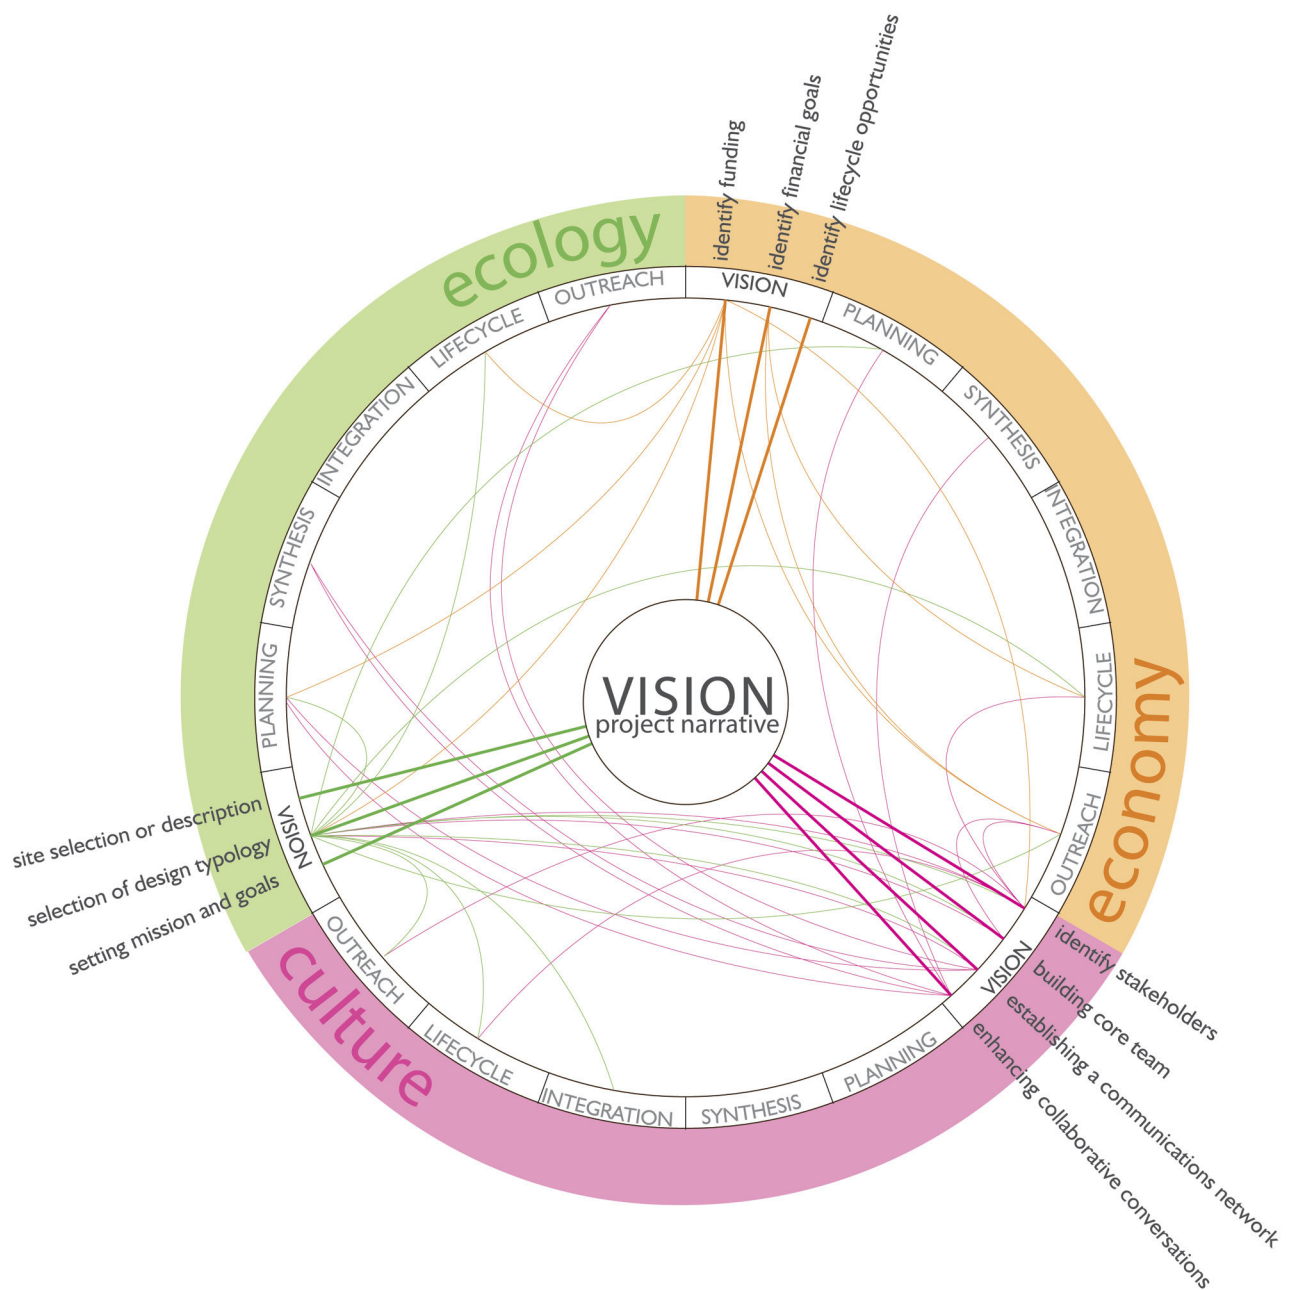 identify funding
identify financial goals
identify lifecycle opportunities
ecology
OUTREACH
VISION
PLANNING
SYNTHESIS
INTEGRATION
LIFECYCLE
OUTREACH
economy
LIFECYCLE
INTEGRATION
SYNTHESIS
PLANNING
VISION
site selection or description
selection of design typology
setting mission and goals
VISION
project narrative
VISION
identify stakeholders
building core team
establishing a communications network
enhancing collaborative conversations
culture
OUTREACH
LIFECYCLE
INTEGRATION
SYNTHESIS
PLANNING